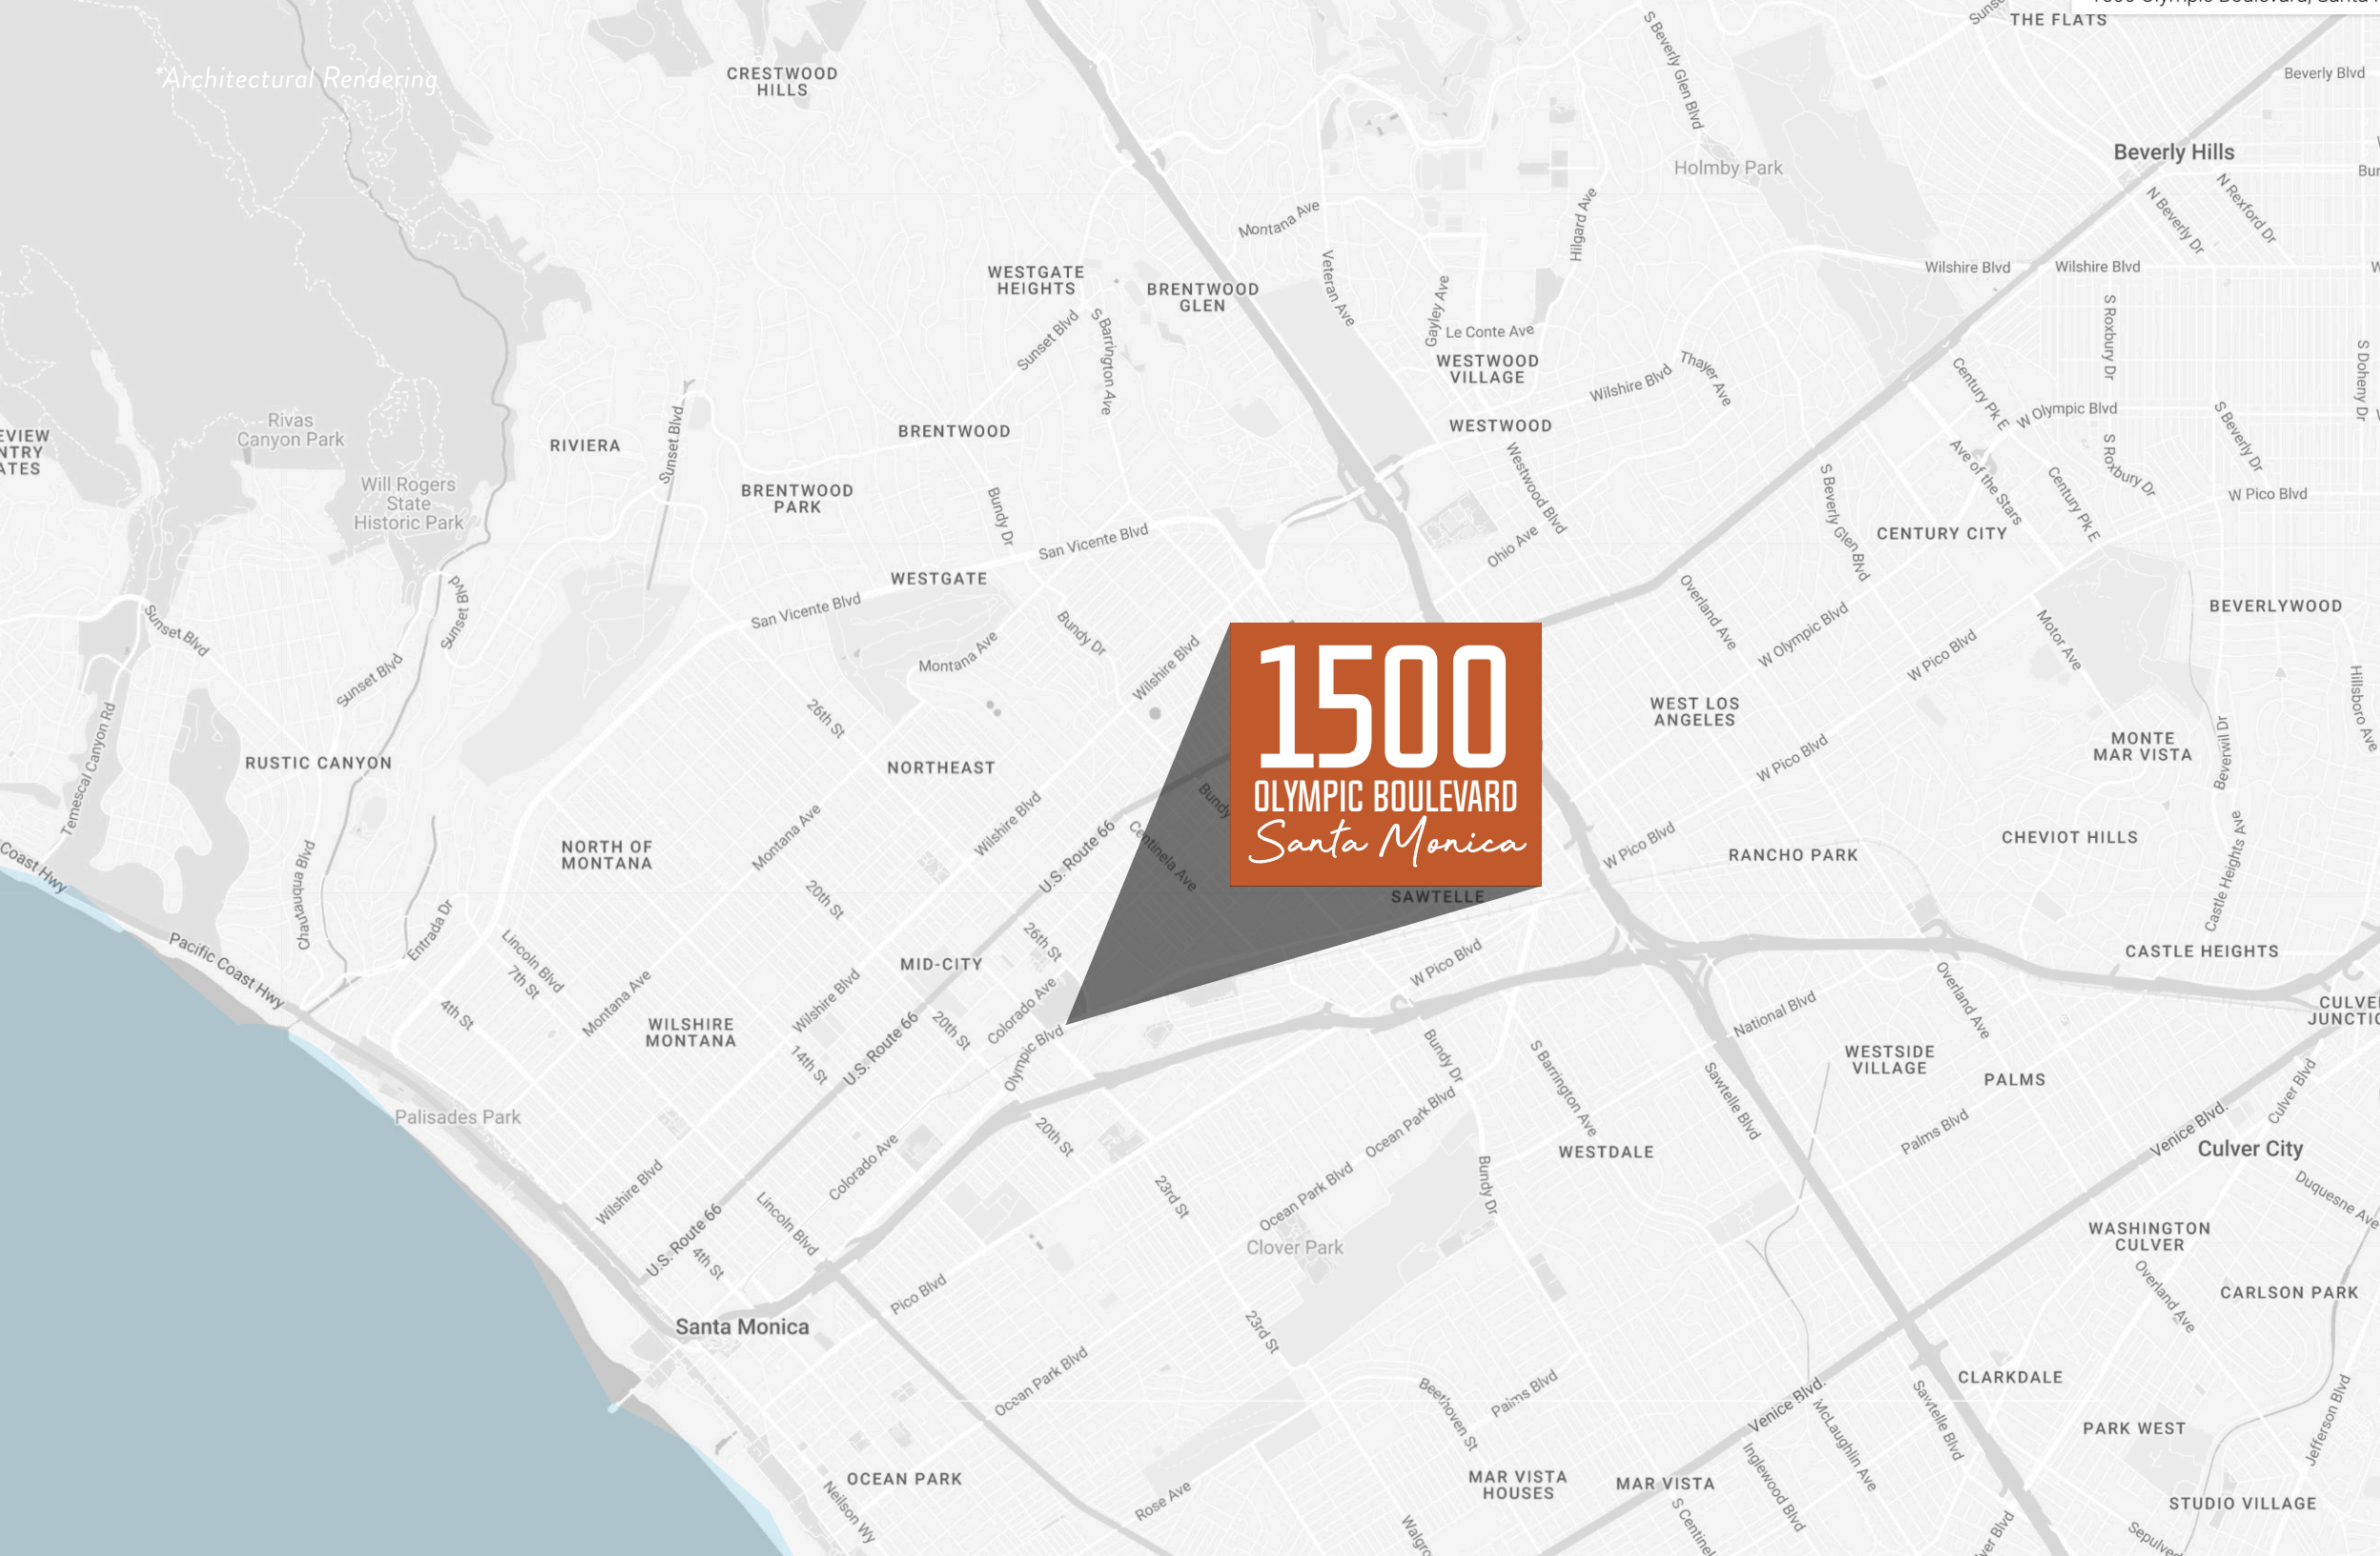 THE FLATS
*Architectural Rendering
CRESTWOOD
HILLS
S Beverly Glen Blvd
Beverly Blvd
Beverly Hills
Holmby Park
N Beverly Dr
N Rexford Dr
Montana Ave
Hilgard Ave
WESTGATE
HEIGHTS
BRENTWOOD
GLEN
Veteran Ave
Wilshire Blvd
Wilshire Blvd
Sunset Blvd
S Barrington Ave
Gayley Ave
Le Conte Ave
WESTWOOD
VILLAGE
Wilshire Blvd
Thayer Ave
S Roxbury Dr
S Doheny Dr
Century Pk E
W Olympic Blvd
S Beverly Dr
Rivas
Canyon Park
RIVIERA
Sunset Blvd
BRENTWOOD
WESTWOOD
Westwood Blvd
Ave of the Stars
S Roxbury Dr
Will Rogers
State
Historic Park
BRENTWOOD
PARK
Bundy Dr
San Vicente Blvd
Ohio Ave
S Beverly Glen Blvd
CENTURY CITY
Century Pk E
W Pico Blvd
WESTGATE
San Vicente Blvd
Sunset Blvd
Sunset Blvd
Sunset Blvd
Montana Ave
Bundy Dr
Wilshire Blvd
Overland Ave
W Olympic Blvd
W Pico Blvd
Motor Ave
BEVERLYWOOD
Hillsboro Ave
1500
OLYMPIC BOULEVARD
Santa Monica
WEST LOS
ANGELES
W Pico Blvd
MONTE
MAR VISTA
Beverwil Dr
Temescal Canyon Rd
RUSTIC CANYON
26th St
NORTHEAST
Bundy
Centinela Ave
SAWTELLE
W Pico Blvd
RANCHO PARK
CHEVIOT HILLS
Castle Heights Ave
Coast Hwy
Chautauqua Blvd
NORTH OF
MONTANA
Montana Ave
Wilshire Blvd
U.S. Route 66
20th St
26th St
Pacific Coast Hwy
Entrada Dr
Lincoln Blvd
7th St
4th St
Montana Ave
MID-CITY
Wilshire Blvd
W Pico Blvd
CASTLE HEIGHTS
WILSHIRE
MONTANA
14th St
U.S. Route 66
20th St
Colorado Ave
Olympic Blvd
National Blvd
Overland Ave
Bundy Dr
S Barrington Ave
Sawtelle Blvd
WESTSIDE
VILLAGE
PALMS
Culver Blvd
Palisades Park
20th St
Ocean Park Blvd
Palms Blvd
Venice Blvd.
Culver City
WESTDALE
Colorado Ave
Wilshire Blvd
Lincoln Blvd
23rd St
Ocean Park Blvd
Bundy Dr
Duquesne Ave
U.S. Route 66
4th St
Clover Park
WASHINGTON
CULVER
Overland Ave
CARLSON PARK
Pico Blvd
Santa Monica
23rd St
Ocean Park Blvd
Beethoven St
Palms Blvd
Venice Blvd.
McLaughlin Ave
Sawtelle Blvd
CLARKDALE
PARK WEST
Jefferson Blvd
OCEAN PARK
Neilson Wy
Rose Ave
MAR VISTA
HOUSES
MAR VISTA
Inglewood Blvd
STUDIO VILLAGE